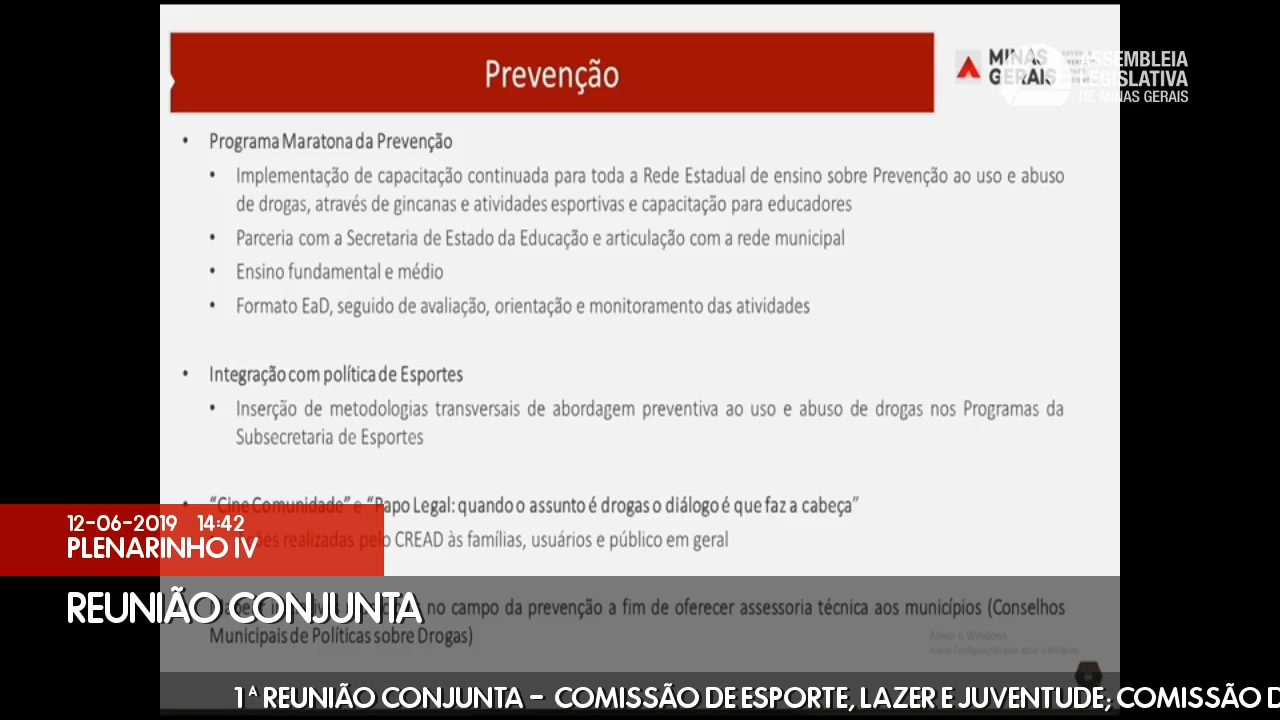 Prevenção
MINAS GERAIS
ASSEMBLEIA
LEGISLATIVA
DE MINAS GERAIS
• Programa Maratona da Prevenção
• Implementação de capacitação continuada para toda a Rede Estadual de ensino sobre Prevenção ao uso e abuso
de drogas, através de gincanas e atividades esportivas e capacitação para educadores
• Parceria com a Secretaria de Estado da Educação e articulação com a rede municipal
• Ensino fundamental e médio
• Formato EaD, seguido de avaliação, orientação e monitoramento das atividades
• Integração com política de Esportes
• Inserção de metodologias transversais de abordagem preventiva ao uso e abuso de drogas nos Programas da
Subsecretaria de Esportes
• “Cine Comunidade” e “Papo Legal: quando o assunto é drogas o diálogo é que faz a cabeça”
realizadas pelo CREAD às famílias, usuários e público em geral
12-06-2019 14:42
PLENARINHO IV
REUNIÃO CONJUNTA
no campo da prevenção a fim de oferecer assessoria técnica aos municípios (Conselhos
Municipais de Políticas sobre Drogas)
Ativar o Windows
1ª REUNIÃO CONJUNTA - COMISSÃO DE ESPORTE, LAZER E JUVENTUDE; COMISSÃO D